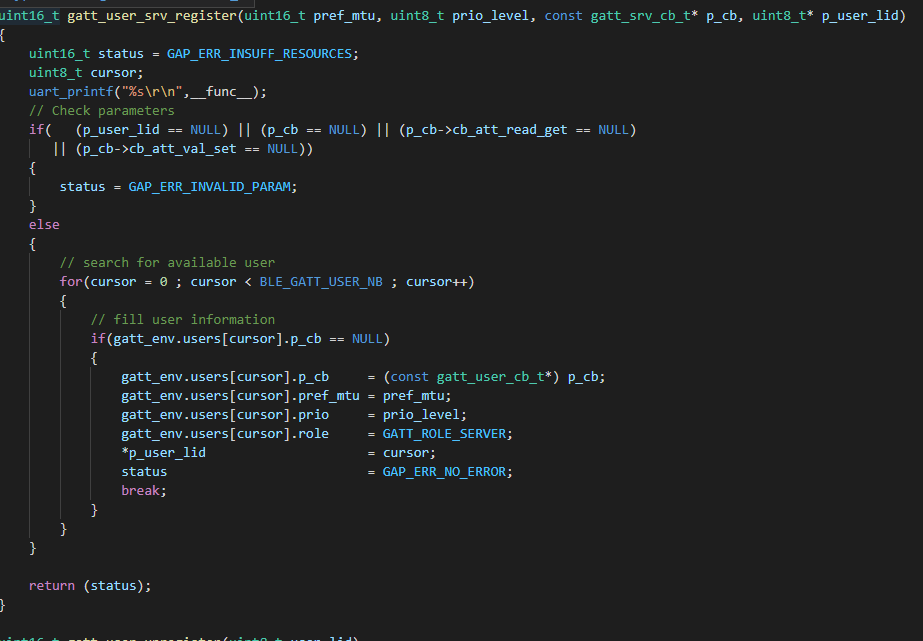 uint16_t gatt_user_srv_register(uint16_t pref_mtu, uint8_t prio_level, const gatt_srv_cb_t* p_cb, uint8_t* p_user_lid)
{
    uint16_t status = GAP_ERR_INSUFF_RESOURCES;
    uint8_t cursor;
    uart_printf("%s\r\n",__func__);
    // Check parameters
    if(   (p_user_lid == NULL) || (p_cb == NULL) || (p_cb->cb_att_read_get == NULL)
       || (p_cb->cb_att_val_set == NULL))
    {
        status = GAP_ERR_INVALID_PARAM;
    }
    else
    {
        // search for available user
        for(cursor = 0 ; cursor < BLE_GATT_USER_NB ; cursor++)
        {
            // fill user information
            if(gatt_env.users[cursor].p_cb == NULL)
            {
                gatt_env.users[cursor].p_cb     = (const gatt_user_cb_t*) p_cb;
                gatt_env.users[cursor].pref_mtu = pref_mtu;
                gatt_env.users[cursor].prio     = prio_level;
                gatt_env.users[cursor].role     = GATT_ROLE_SERVER;
                *p_user_lid                     = cursor;
                status                          = GAP_ERR_NO_ERROR;
                break;
            }
        }
    }

    return (status);
}
uint16_t gatt_user_unregister(uint8_t user_lid)